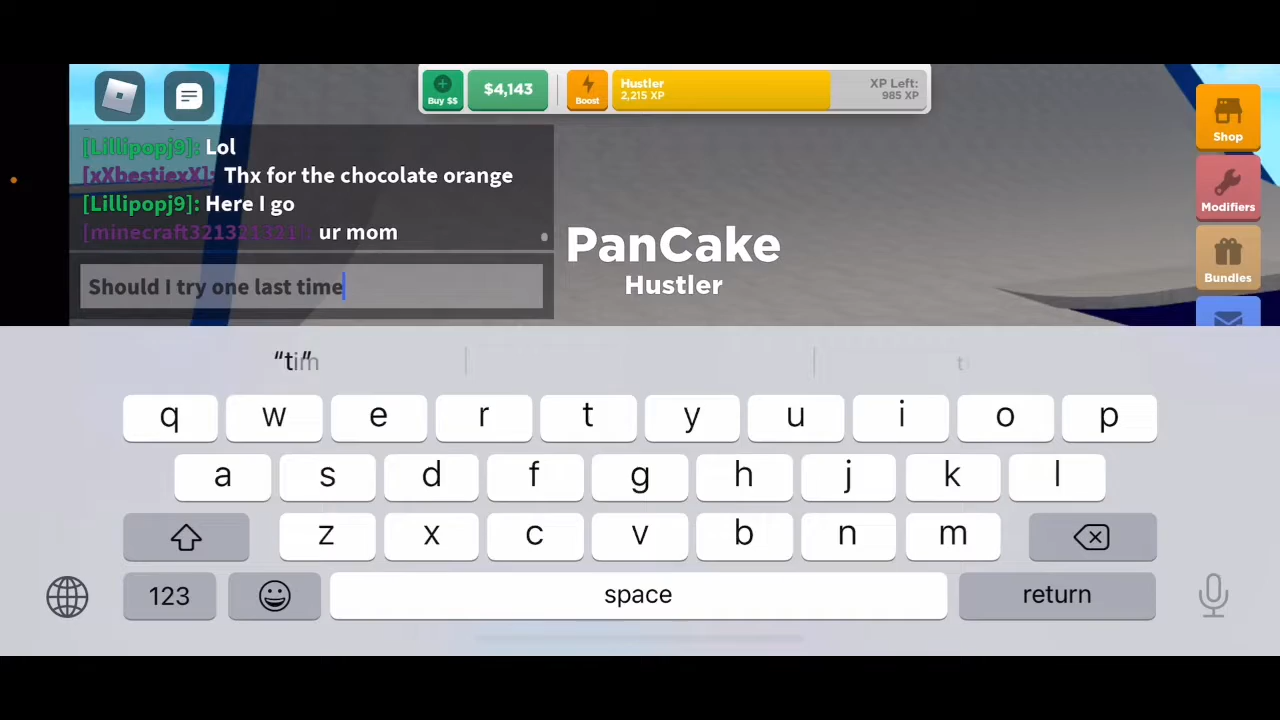 Buy $$
$4,143
Boost
Hustler
2,215 XP
XP Left:
985 XP
Shop
[Lillipopj9]: Lol
[xXbestiexX]: Thx for the chocolate orange
[Lillipopj9]: Here I go
[minecraft321321321]: ur mom
Should I try one last time
PanCake
Hustler
Modifiers
Bundles
q w e r t y u i o p
a s d f g h j k l
z x c v b n m
123
space
return